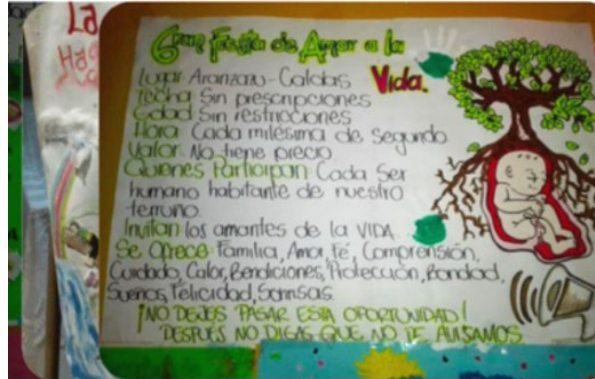 La
Ha
Gran Fiesta de Amor a la
Vida.
Lugar Aranzazu-Caldas
Fecha Sin prescripciones
Edad Sin restricciones
Hora Cada milésima de segundo
Valor No tiene precio
Quienes Participan Cada Ser
humano habitante de nuestro
terruño.
Invitan los amantes de la VIDA.
Se Ofrece: Familia, Amor, Fé, Comprensión,
Cuidado, Calor, Bendiciones, Protección, Bondad,
Sueños, Felicidad, Sonrisas.
¡NO DEJES PASAR ESTA OPORTUNIDAD!
DESPUÉS NO DIGAS QUE NO TE AVISAMOS.